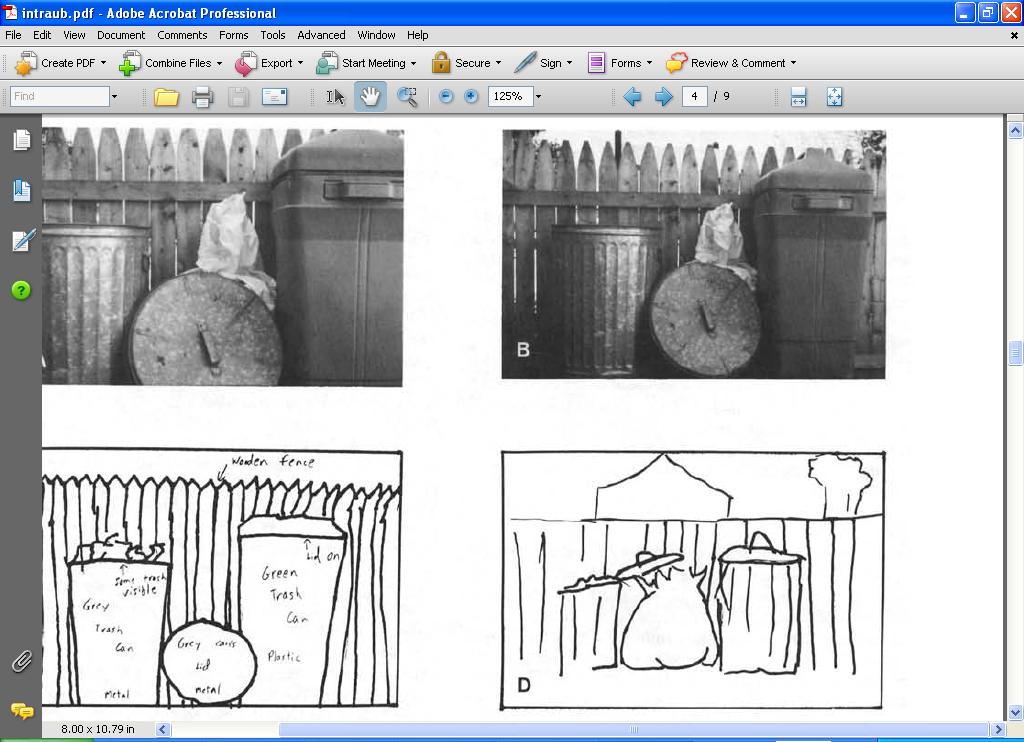 intraub.pdf - Adobe Acrobat Professional
File Edit View Document Comments Forms Tools Advanced Window Help
Create PDF Combine Files Export Start Meeting Secure Sign Forms Review & Comment
Find 125% 4 / 9
B
Wooden fence
Lid on
Some trash
visible
Green
Trash
Can
Plastic
Grey
Trash
Can
Metal
Grey can's
Lid
metal
D
8.00 x 10.79 in